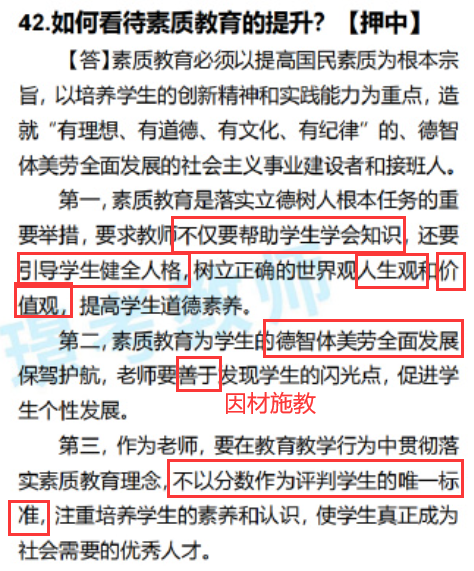 42.如何看待素质教育的提升？【押中】
【答】素质教育必须以提高国民素质为根本宗
旨，以培养学生的创新精神和实践能力为重点，造
就“有理想、有道德、有文化、有纪律”的、德智
体美劳全面发展的社会主义事业建设者和接班人。
第一，素质教育是落实立德树人根本任务的重
要举措，要求教师不仅要帮助学生学会知识，还要
引导学生健全人格，树立正确的世界观人生观和价
值观，提高学生道德素养。
第二，素质教育为学生的德智体美劳全面发展
保驾护航，老师要善于发现学生的闪光点，促进学
生个性发展。
因材施教
第三，作为老师，要在教育教学行为中贯彻落
实素质教育理念，不以分数作为评判学生的唯一标
准，注重培养学生的素养和认识，使学生真正成为
社会需要的优秀人才。
瑨考教师